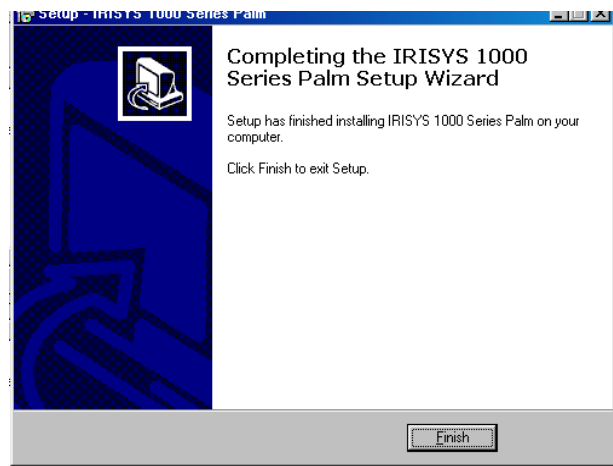 Setup - IRISYS 1000 Series Palm
Completing the IRISYS 1000
Series Palm Setup Wizard
Setup has finished installing IRISYS 1000 Series Palm on your
computer.
Click Finish to exit Setup.
Finish